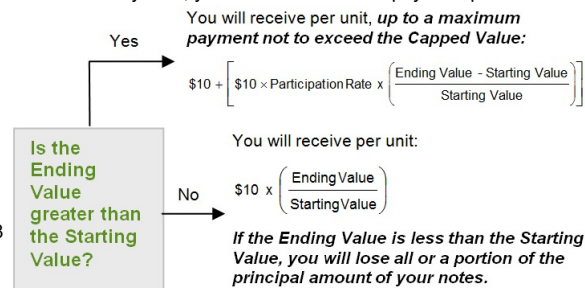 You will receive per unit, up to a maximum
payment not to exceed the Capped Value:
Yes
$10 + [ $10 × Participation Rate x ( Ending Value - Starting Value / Starting Value ) ]
Is the
Ending
Value
greater than
the Starting
Value?
No
You will receive per unit:
$10 x ( Ending Value / Starting Value )
If the Ending Value is less than the Starting
Value, you will lose all or a portion of the
principal amount of your notes.